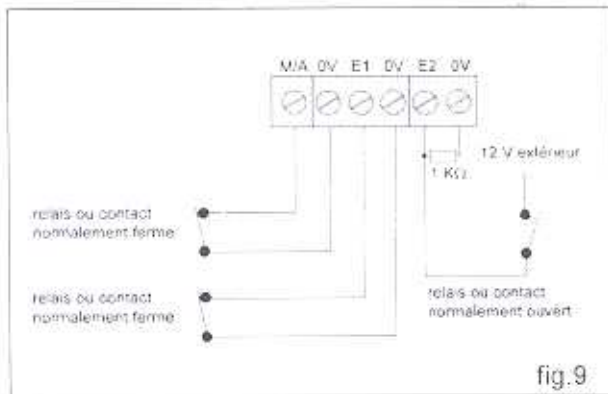 M/A 0V E1 0V E2 0V
12 V extérieur
1 KΩ
relais ou contact
normalement fermé
relais ou contact
normalement fermé
relais ou contact
normalement ouvert
fig.9